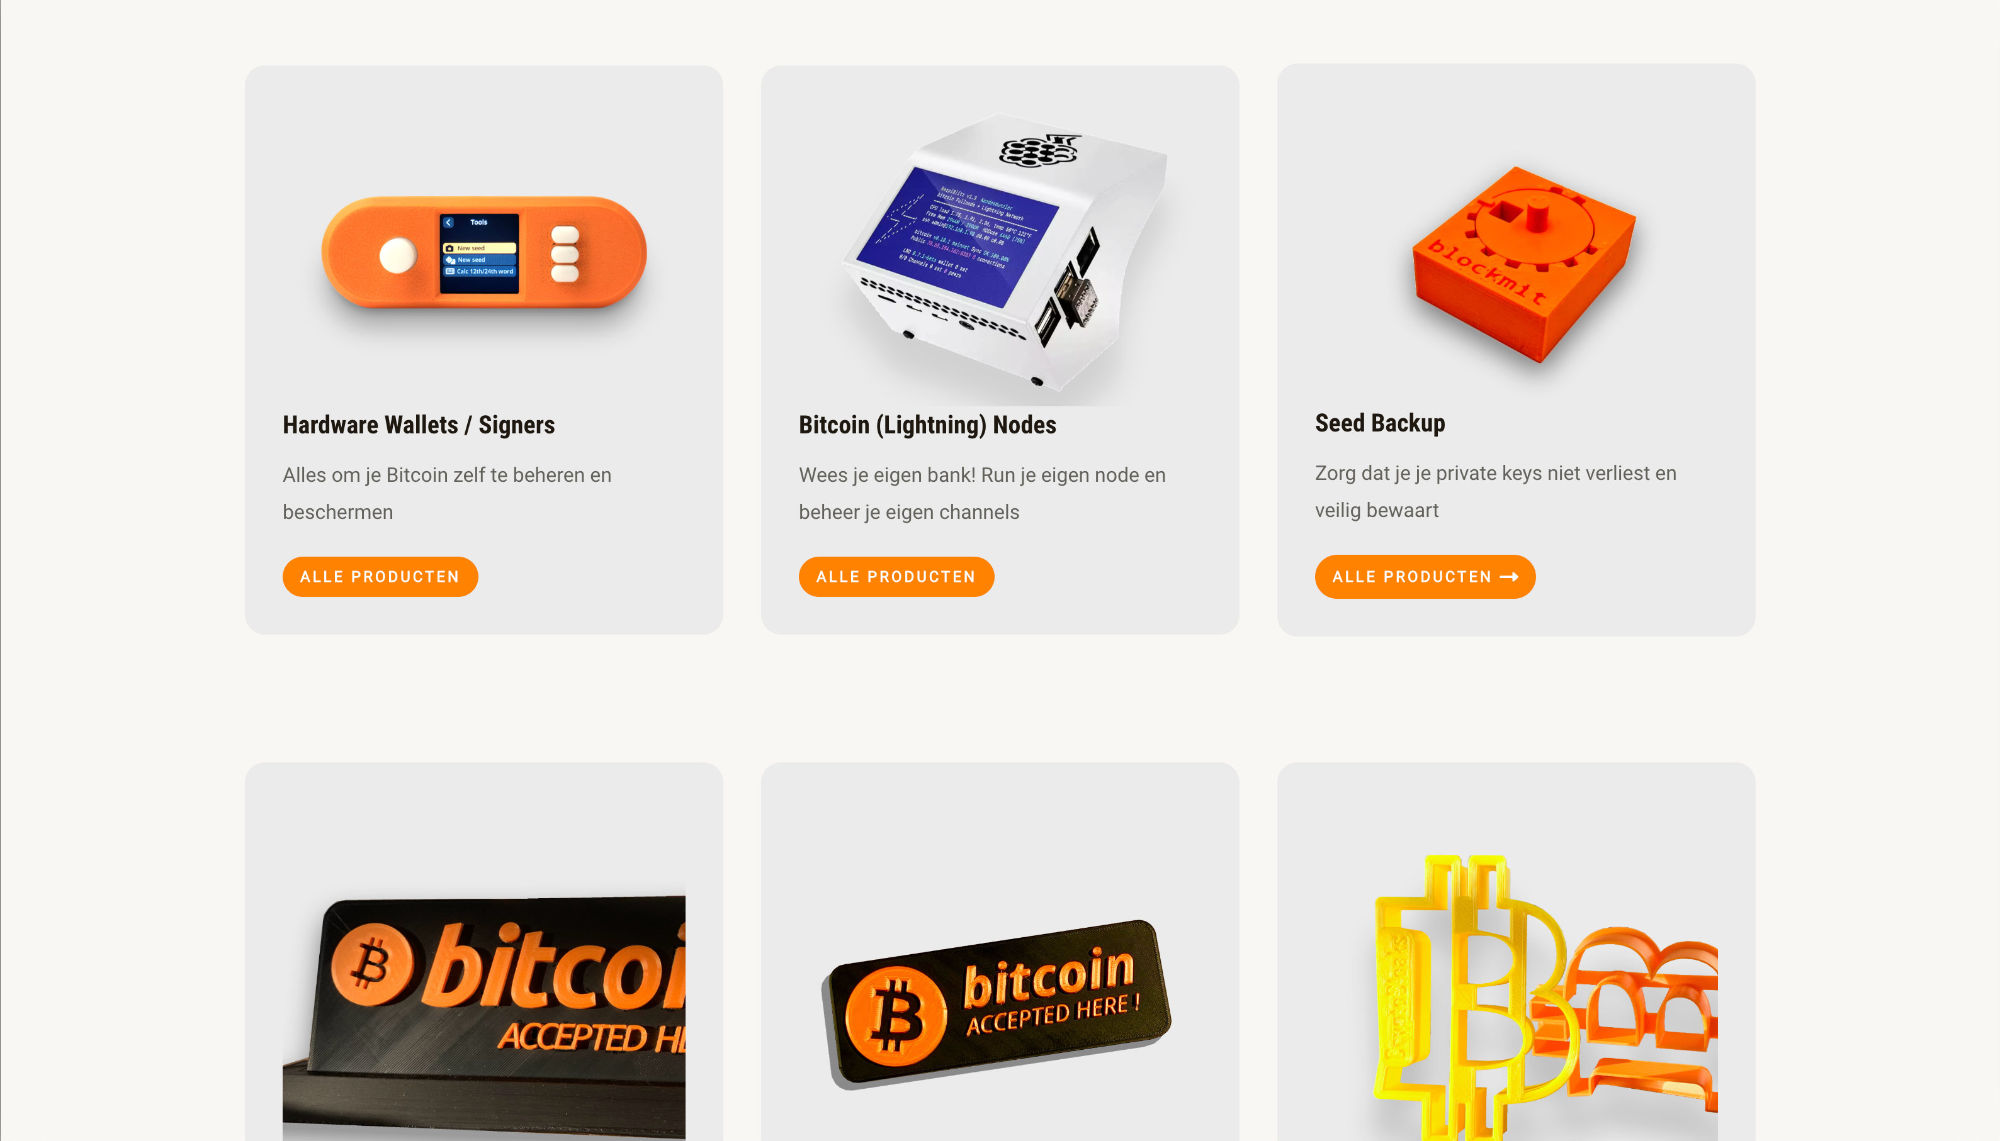 Tools
New seed
New seed
Calc 12th/24th word
blockmit
Hardware Wallets / Signers
Alles om je Bitcoin zelf te beheren en
beschermen
ALLE PRODUCTEN
Bitcoin (Lightning) Nodes
Wees je eigen bank! Run je eigen node en
beheer je eigen channels
ALLE PRODUCTEN
Seed Backup
Zorg dat je je private keys niet verliest en
veilig bewaart
ALLE PRODUCTEN
bitcoi
ACCEPTED HE
bitcoin
ACCEPTED HERE !